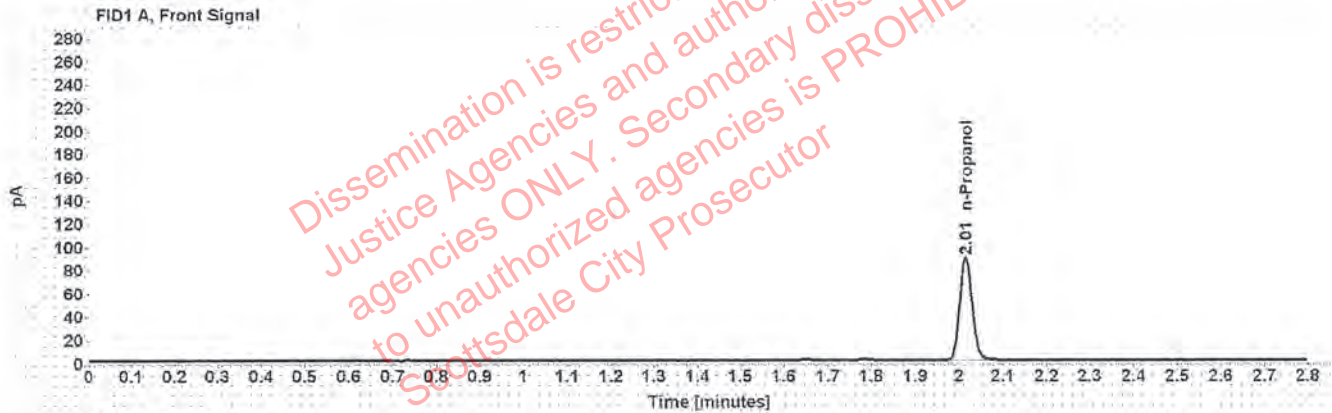 FID1 A, Front Signal
280
260
240
220
200
180
160
140
120
100
80
60
40
20
0
pA
2.01 n-Propanol
0 0.1 0.2 0.3 0.4 0.5 0.6 0.7 0.8 0.9 1 1.1 1.2 1.3 1.4 1.5 1.6 1.7 1.8 1.9 2 2.1 2.2 2.3 2.4 2.5 2.6 2.7 2.8
Time [minutes]
Dissemination is restric
Justice Agencies and autho
agencies ONLY. Secondary diss
to unauthorized agencies is PROHIB
Scottsdale City Prosecutor